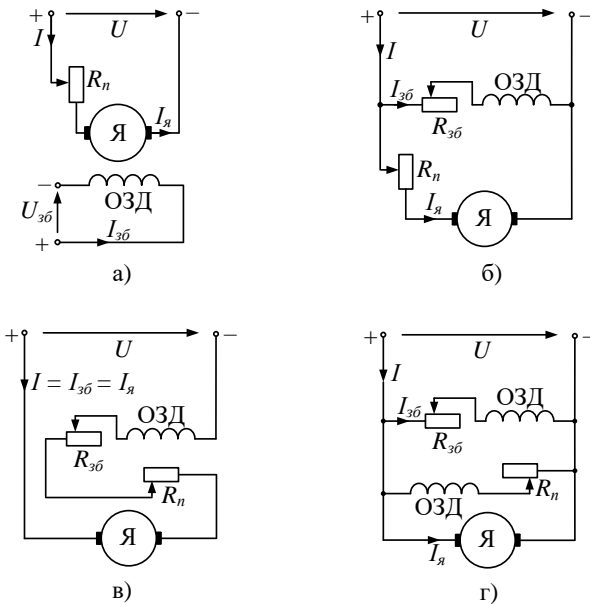 + U −
I
Rп
Я Iя
−
ОЗД
Uзб
+ Iзб
а)
+ U −
I
Iзб ОЗД
Rзб
Rп
Iя Я
б)
+ U −
I = Iзб = Iя
ОЗД
Rзб
Rп
Я
в)
+ U −
I
Iзб ОЗД
Rзб
Rп
ОЗД
Iя Я
г)